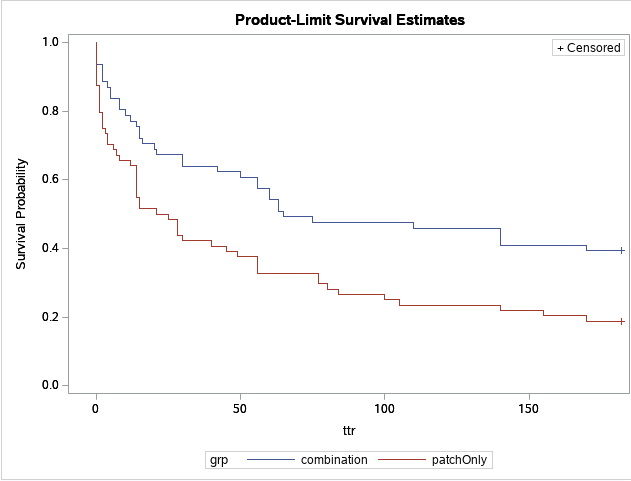 Product-Limit Survival Estimates
+ Censored
Survival Probability
1.0
0.8
0.6
0.4
0.2
0.0
0 50 100 150
ttr
grp combination patchOnly